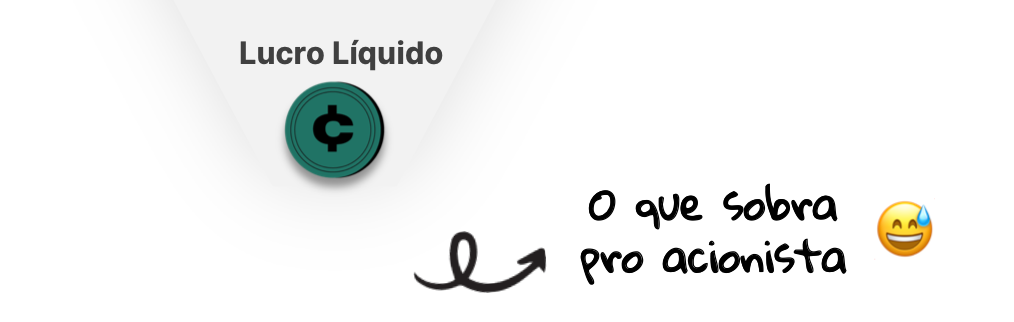 Lucro Líquido
¢
O que sobra
pro acionista